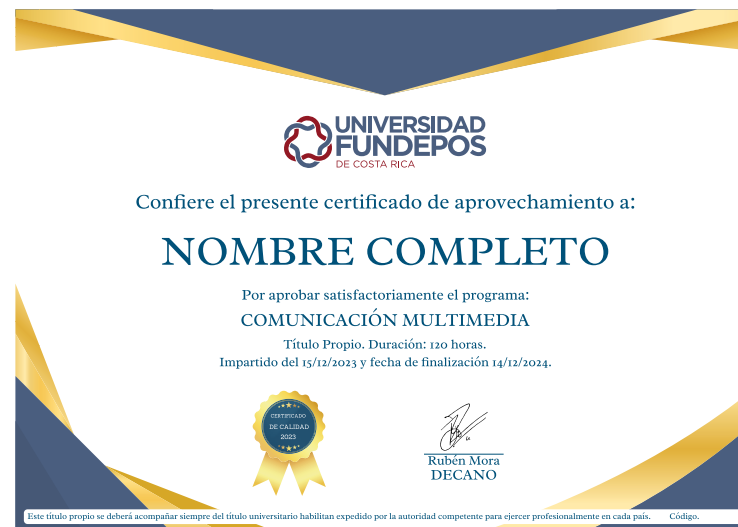 UNIVERSIDAD
FUNDEPOS
DE COSTA RICA
Confiere el presente certificado de aprovechamiento a:
NOMBRE COMPLETO
Por aprobar satisfactoriamente el programa:
COMUNICACIÓN MULTIMEDIA
Título Propio. Duración: 120 horas.
Impartido del 15/12/2023 y fecha de finalización 14/12/2024.
CERTIFICADO
DE CALIDAD
2023
Rubén Mora
DECANO
Este título propio se deberá acompañar siempre del título universitario habilitan expedido por la autoridad competente para ejercer profesionalmente en cada país. Código.